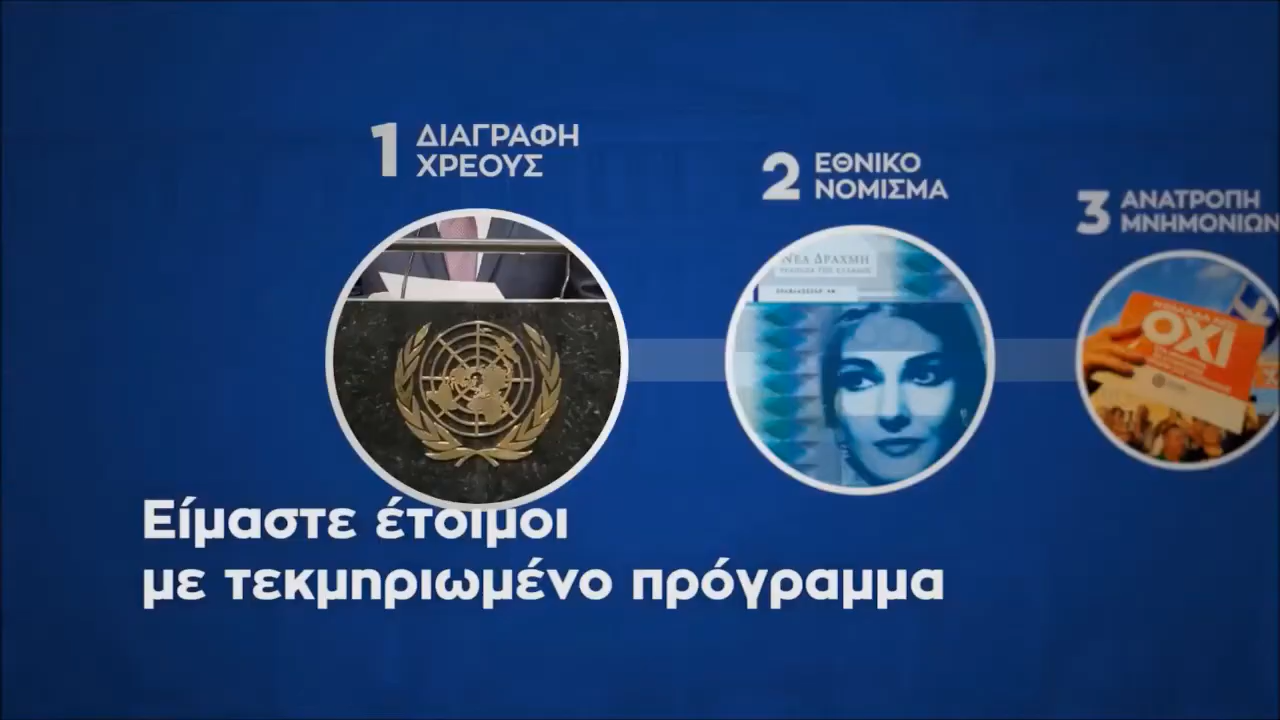 1 ΔΙΑΓΡΑΦΗ
ΧΡΕΟΥΣ
2 ΕΘΝΙΚΟ
ΝΟΜΙΣΜΑ
3 ΑΝΑΤΡΟΠΗ
ΜΝΗΜΟΝΙΩΝ
ΝΕΑ ΔΡΑΧΜΗ
ΟΧΙ
Είμαστε έτοιμοι
με τεκμηριωμένο πρόγραμμα